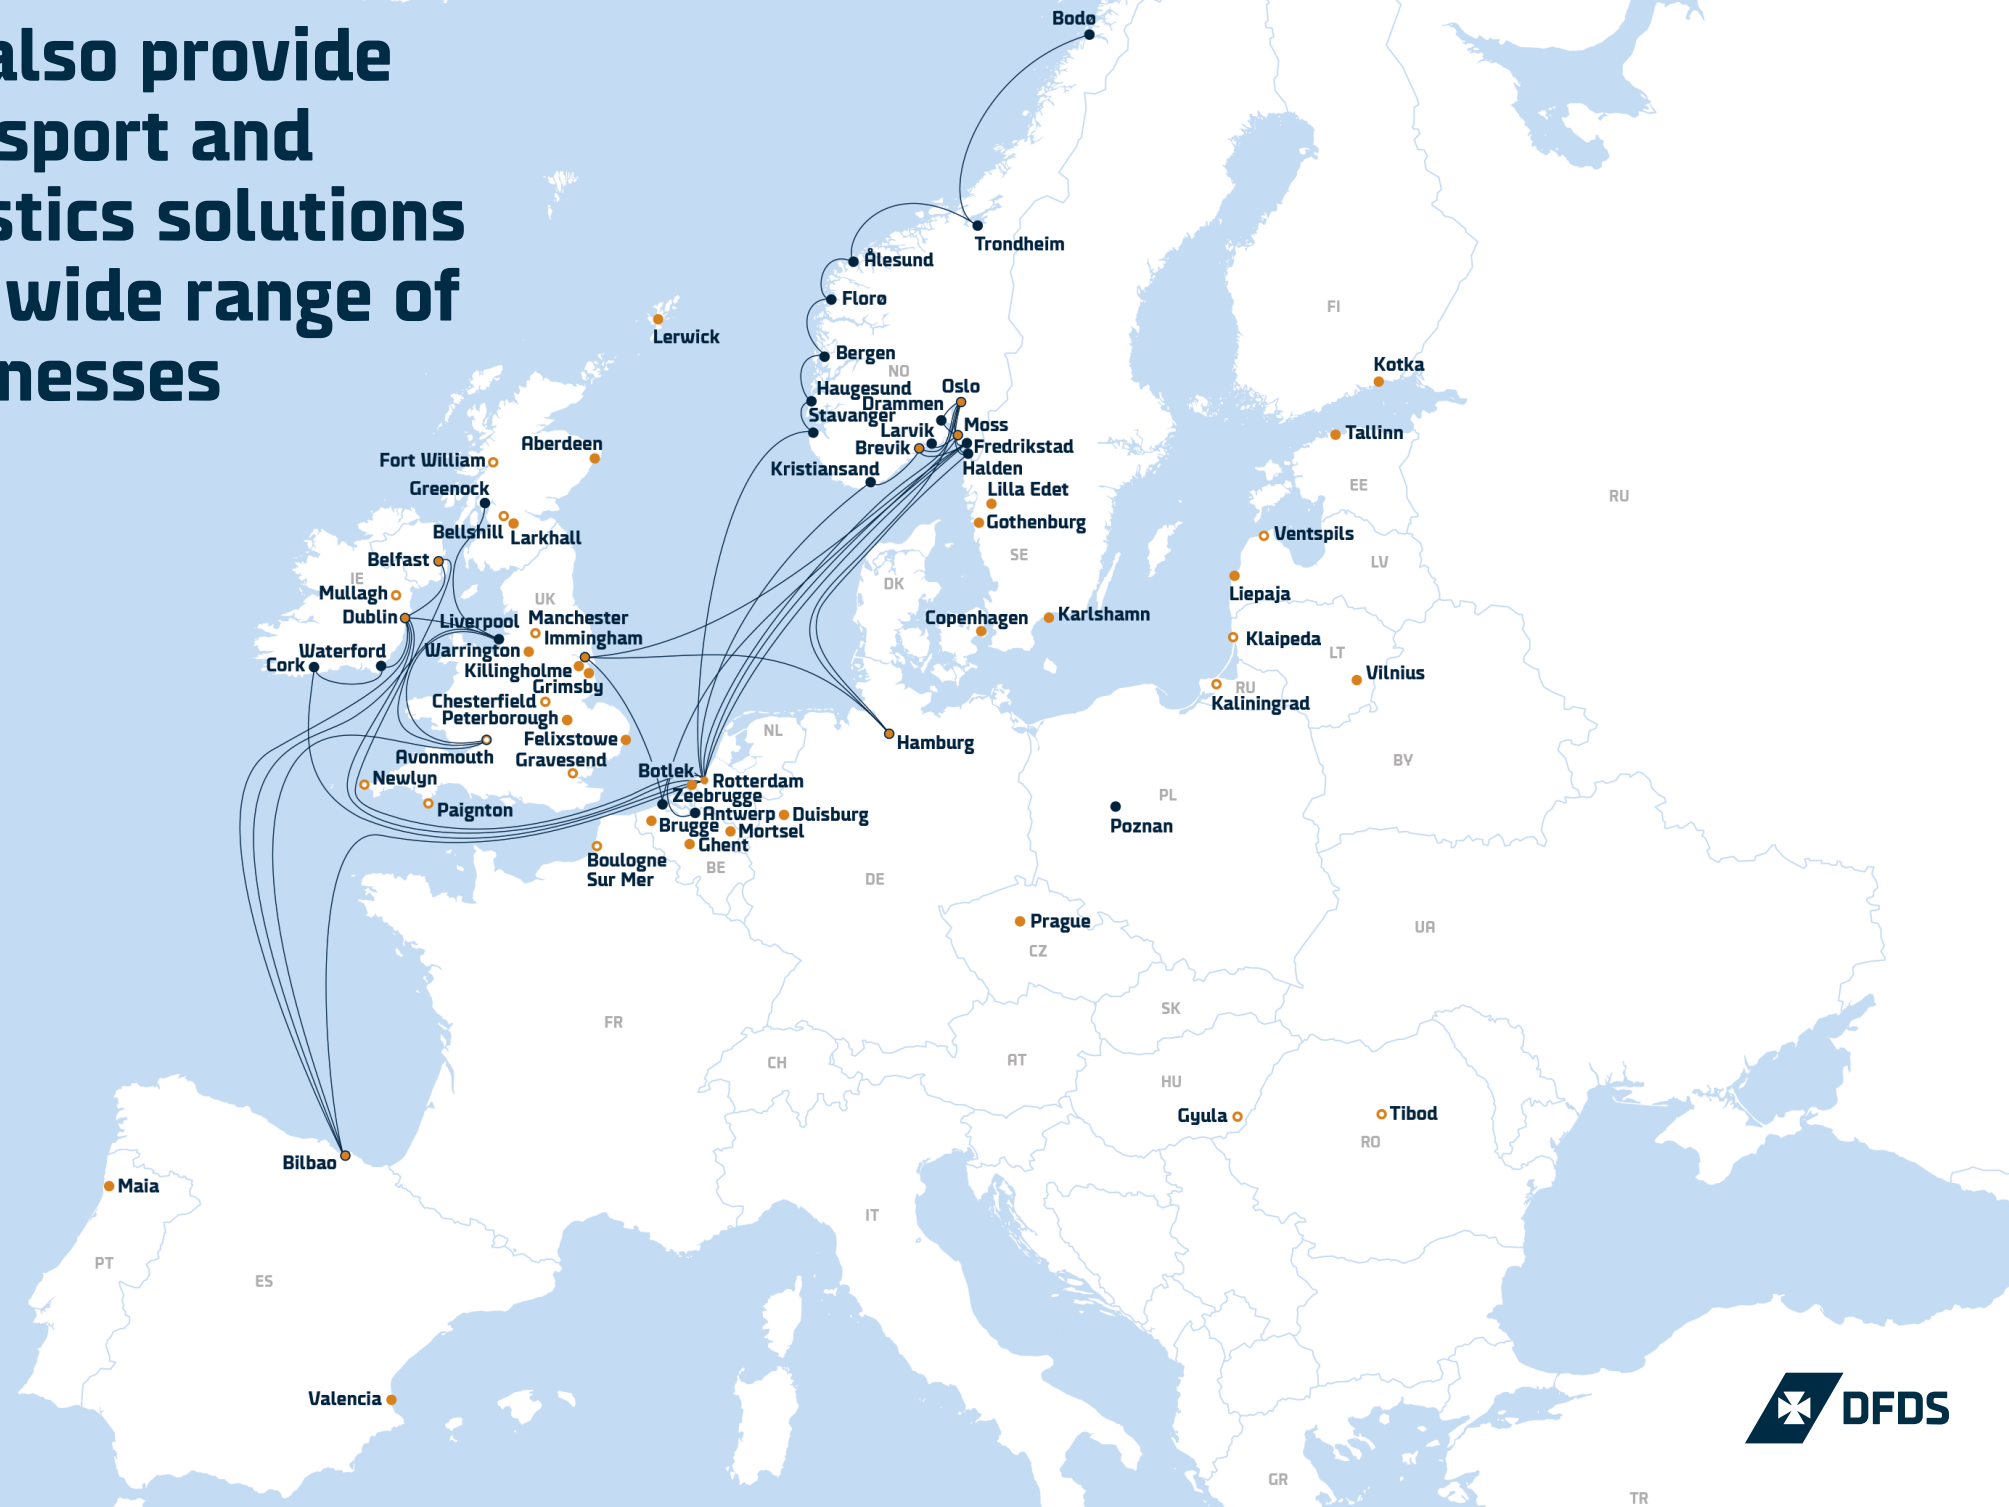 also provide
sport and
stics solutions
wide range of
nesses
Bodø
Trondheim
Ålesund
Florø
FI
Lerwick
Bergen
Kotka
NO
Haugesund
Oslo
Drammen
Stavanger
Moss
Larvik
Tallinn
Aberdeen
Brevik
Fredrikstad
Fort William
Kristiansand
Halden
Greenock
Lilla Edet
EE
RU
Gothenburg
Bellshill
Larkhall
Ventspils
SE
Belfast
LV
IE
DK
Mullagh
UK
Liepaja
Dublin
Liverpool
Manchester
Copenhagen
Karlshamn
Immingham
Klaipeda
Waterford
Warrington
LT
Cork
Killingholme
Vilnius
Grimsby
RU
Chesterfield
Kaliningrad
Peterborough
NL
Felixstowe
Hamburg
Avonmouth
Gravesend
BY
Newlyn
Botlek
Rotterdam
Zeebrugge
PL
Paignton
Antwerp
Duisburg
Brugge
Mortsel
Poznan
Ghent
Boulogne
Sur Mer
BE
DE
Prague
UA
CZ
SK
FR
CH
AT
HU
Gyula
Tibod
RO
Bilbao
Maia
IT
PT
ES
Valencia
DFDS
GR
TR